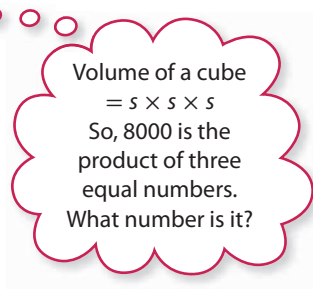 Volume of a cube
= s × s × s
So, 8000 is the
product of three
equal numbers.
What number is it?